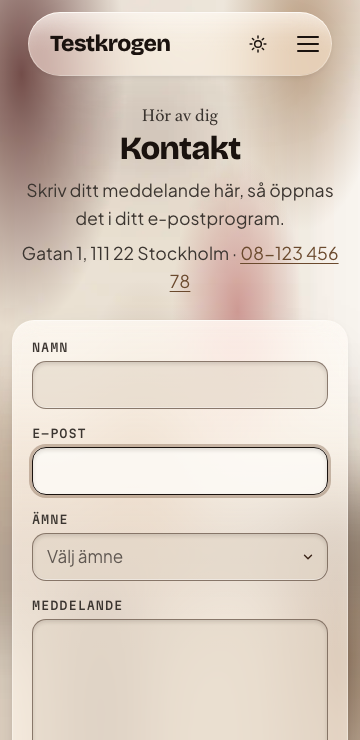 Testkrogen
Hör av dig
Kontakt
Skriv ditt meddelande här, så öppnas
det i ditt e-postprogram.
Gatan 1, 111 22 Stockholm · 08–123 456
78
NAMN
E–POST
ÄMNE
Välj ämne
MEDDELANDE